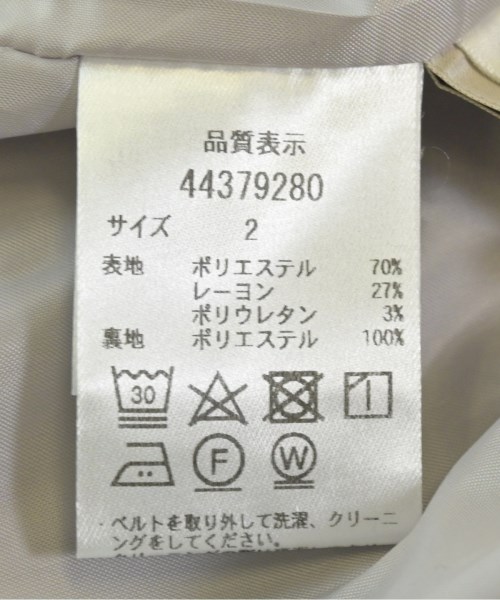 品質表示
44379280
サイズ 2
表地 ポリエステル 70%
レーヨン 27%
ポリウレタン 3%
裏地 ポリエステル 100%
30
F W
・ベルトを取り外して洗濯、クリーニ
ングをしてください。